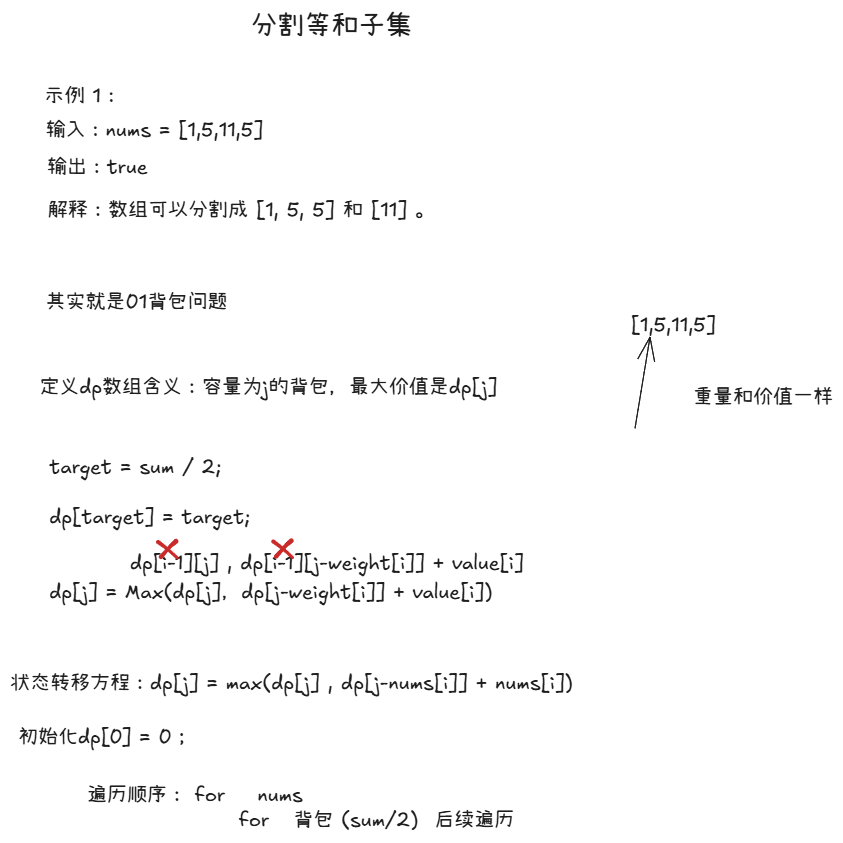 分割等和子集
示例 1：
输入：nums = [1,5,11,5]
输出：true
解释：数组可以分割成 [1, 5, 5] 和 [11] 。
其实就是01背包问题
[1,5,11,5]
定义dp数组含义：容量为j的背包，最大价值是dp[j]
重量和价值一样
target = sum / 2;
dp[target] = target;
dp[i-1][j] , dp[i-1][j-weight[i]] + value[i]
dp[j] = Max(dp[j], dp[j-weight[i]] + value[i])
状态转移方程：dp[j] = max(dp[j] , dp[j-nums[i]] + nums[i])
初始化dp[0] = 0 ;
遍历顺序： for nums
for 背包 (sum/2) 后续遍历